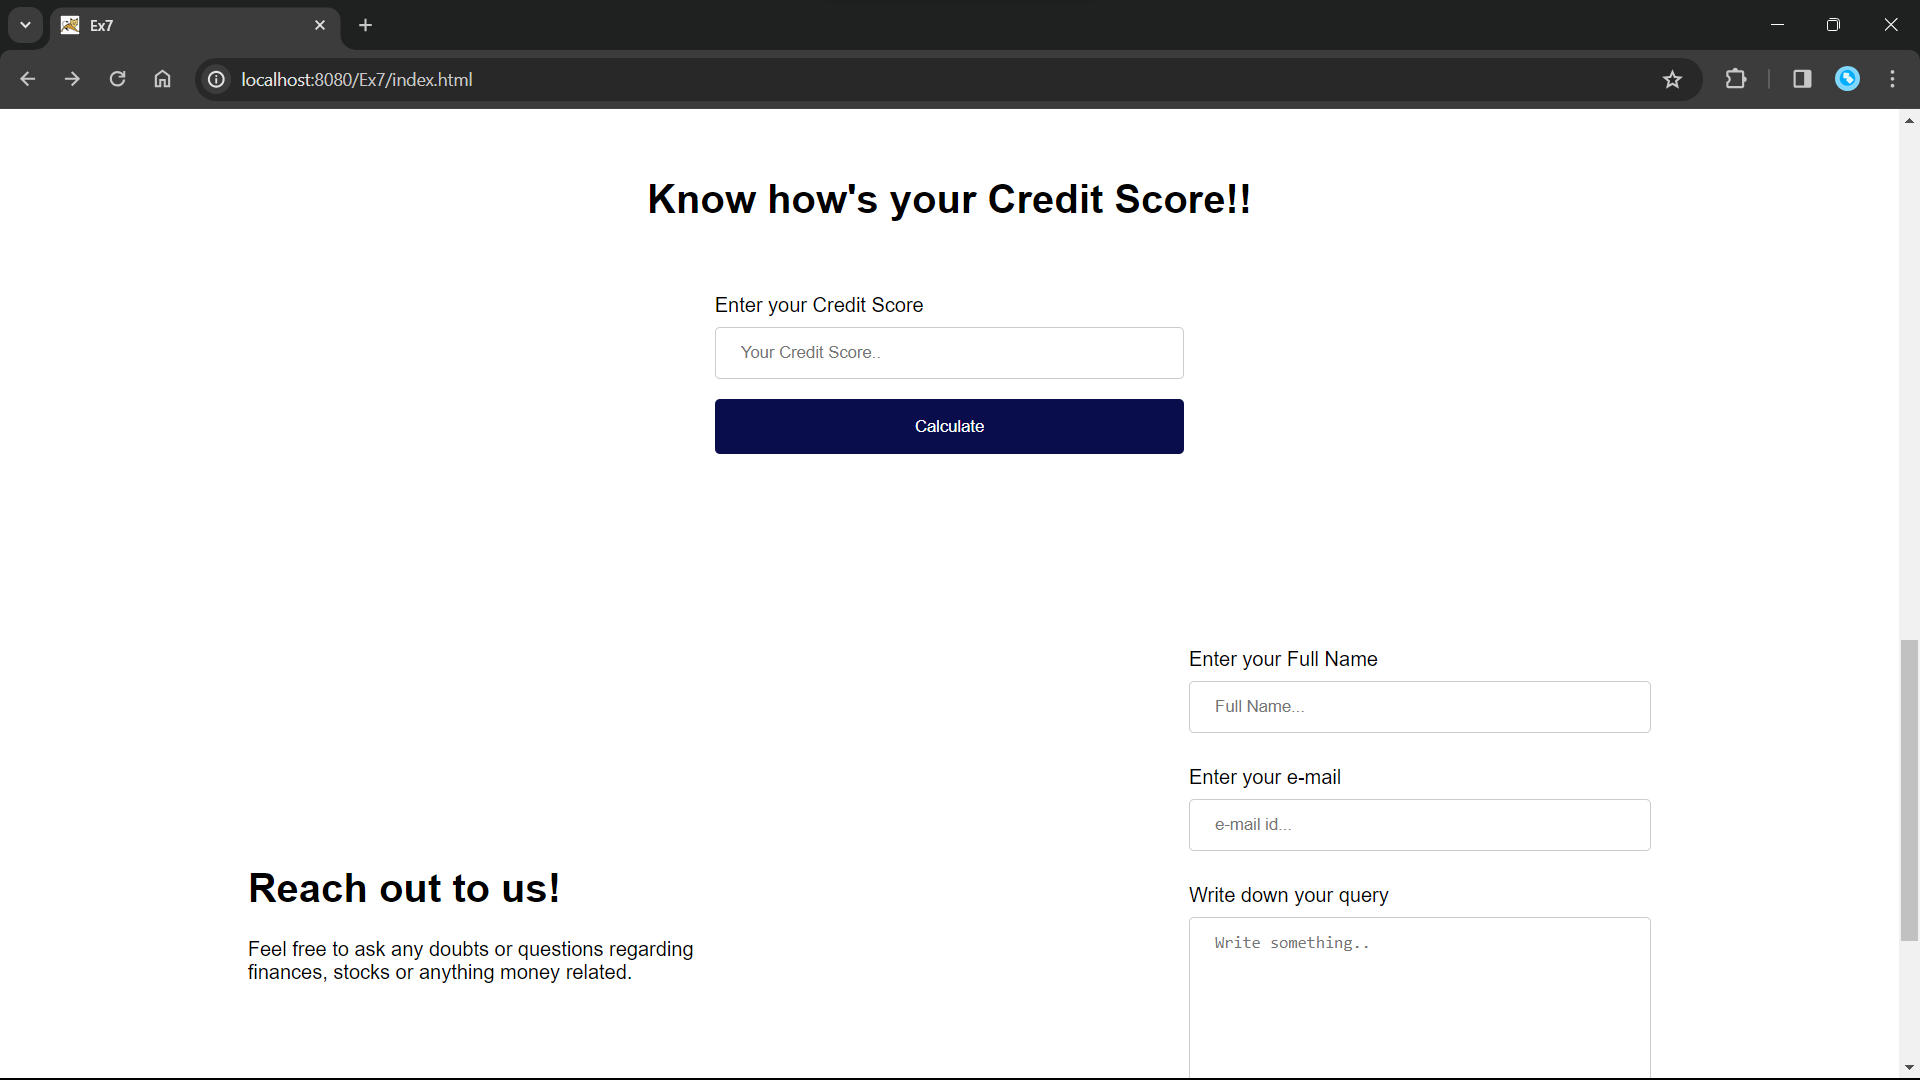 Ex7
localhost:8080/Ex7/index.html
Know how's your Credit Score!!
Enter your Credit Score
Your Credit Score..
Calculate
Enter your Full Name
Full Name...
Enter your e-mail
e-mail id...
Write down your query
Write something..
Reach out to us!
Feel free to ask any doubts or questions regarding
finances, stocks or anything money related.